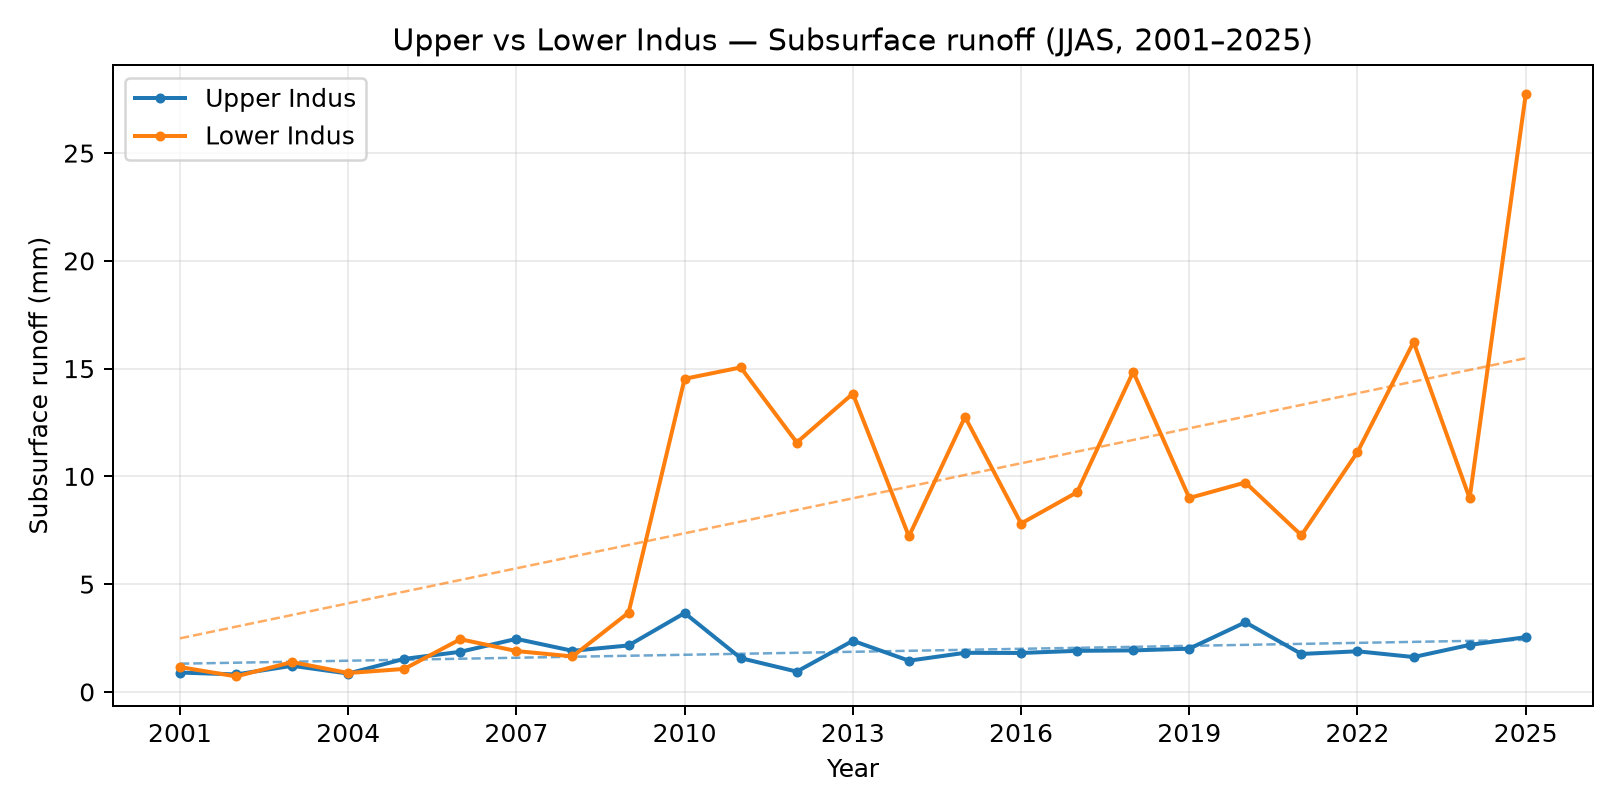 Upper vs Lower Indus — Subsurface runoff (JJAS, 2001–2025)
Upper Indus
Lower Indus
Subsurface runoff (mm)
25
20
15
10
5
0
2001 2004 2007 2010 2013 2016 2019 2022 2025
Year